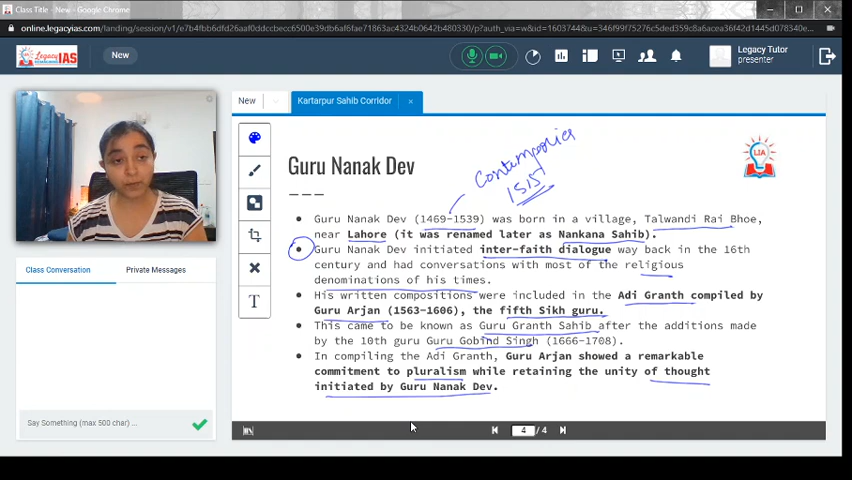 Class Title - Google Chrome
online.legacyias.com/landing/session/v1/e7b4fbb6dfd26aaf0ddccbecc6500e39db6af6fae71863ac4324b0642b480330/p?auth_via=w&id=1603744&u=346f99f75276c5ded359c8a6aca3d1445d078340e...
Legacy IAS
New
Legacy Tutor
presenter
New
Kartarpur Sahib Corridor
×
Guru Nanak Dev
Contemporaries
1515
LIA
• Guru Nanak Dev (1469-1539) was born in a village, Talwandi Rai Bhoe,
near Lahore (it was renamed later as Nankana Sahib).
• Guru Nanak Dev initiated inter-faith dialogue way back in the 16th
century and had conversations with most of the religious
denominations of his times.
• His written compositions were included in the Adi Granth compiled by
Guru Arjan (1563-1606), the fifth Sikh guru.
• This came to be known as Guru Granth Sahib after the additions made
by the 10th guru Guru Gobind Singh (1666-1708).
• In compiling the Adi Granth, Guru Arjan showed a remarkable
commitment to pluralism while retaining the unity of thought
initiated by Guru Nanak Dev.
Class Conversation
Private Messages
T
Say Something (max 500 char) ...
4 / 4